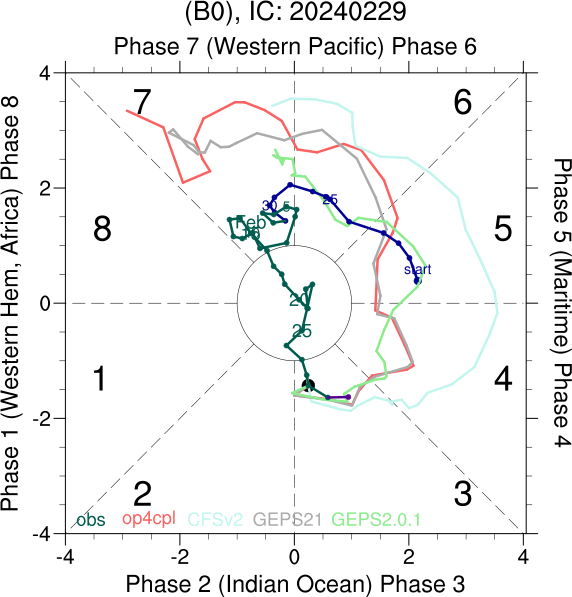 (B0), IC: 20240229
Phase 7 (Western Pacific) Phase 6
Phase 1 (Western Hem, Africa) Phase 8
Phase 5 (Maritime) Phase 4
4
2
0
-2
-4
7
6
8
5
1
4
2
3
30
5
25
Feb
start
20
25
obs op4cpl CFSv2 GEPS21 GEPS2.0.1
-4 -2 0 2 4
Phase 2 (Indian Ocean) Phase 3